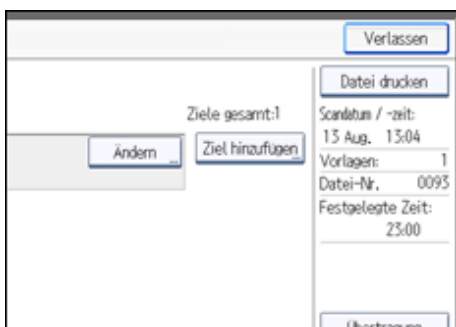 Verlassen
Datei drucken
Ziele gesamt:1
Scandatum / -zeit:
13 Aug. 13:04
Ändern
Ziel hinzufügen
Vorlagen: 1
Datei-Nr. 0093
Festgelegte Zeit:
23:00
Übertragung